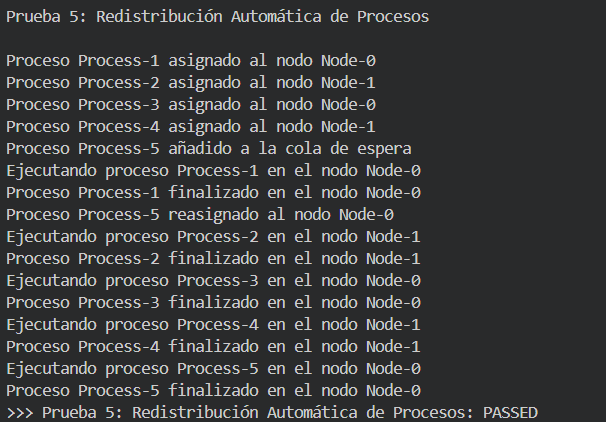 Prueba 5: Redistribución Automática de Procesos
Proceso Process-1 asignado al nodo Node-0
Proceso Process-2 asignado al nodo Node-1
Proceso Process-3 asignado al nodo Node-0
Proceso Process-4 asignado al nodo Node-1
Proceso Process-5 añadido a la cola de espera
Ejecutando proceso Process-1 en el nodo Node-0
Proceso Process-1 finalizado en el nodo Node-0
Proceso Process-5 reasignado al nodo Node-0
Ejecutando proceso Process-2 en el nodo Node-1
Proceso Process-2 finalizado en el nodo Node-1
Ejecutando proceso Process-3 en el nodo Node-0
Proceso Process-3 finalizado en el nodo Node-0
Ejecutando proceso Process-4 en el nodo Node-1
Proceso Process-4 finalizado en el nodo Node-1
Ejecutando proceso Process-5 en el nodo Node-0
Proceso Process-5 finalizado en el nodo Node-0
>>> Prueba 5: Redistribución Automática de Procesos: PASSED